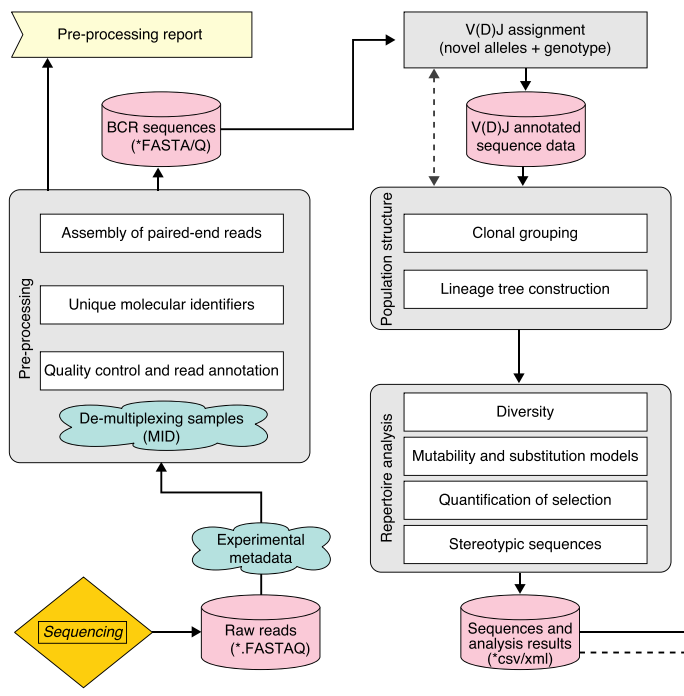 Pre-processing report
BCR sequences
(*FASTA/Q)
Pre-processing
Assembly of paired-end reads
Unique molecular identifiers
Quality control and read annotation
De-multiplexing samples
(MID)
Experimental
metadata
Sequencing
Raw reads
(*.FASTAQ)
V(D)J assignment
(novel alleles + genotype)
V(D)J annotated
sequence data
Population structure
Clonal grouping
Lineage tree construction
Repertoire analysis
Diversity
Mutability and substitution models
Quantification of selection
Stereotypic sequences
Sequences and
analysis results
(*csv/xml)